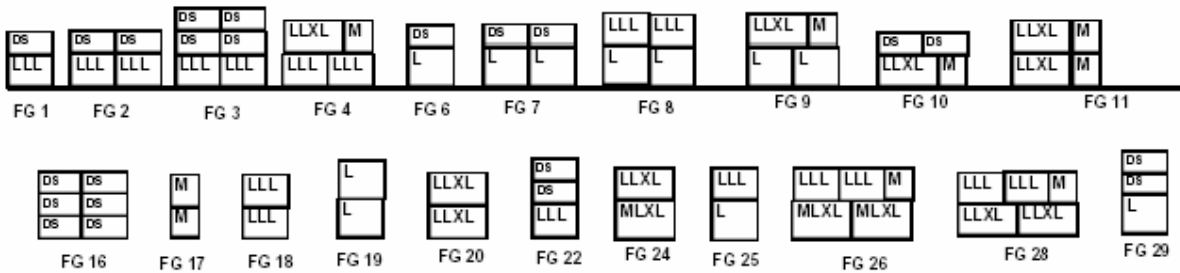 DS
LLL
FG 1
DS DS
LLL LLL
FG 2
DS DS
DS DS
LLL LLL
FG 3
LLXL M
LLL LLL
FG 4
DS
L
FG 6
DS DS
L L
FG 7
LLL LLL
L L
FG 8
LLXL M
L L
FG 9
DS DS
LLXL M
FG 10
LLXL M
LLXL M
FG 11
DS DS
DS DS
DS DS
FG 16
M
M
FG 17
LLL
LLL
FG 18
L
L
FG 19
LLXL
LLXL
FG 20
DS
DS
LLL
FG 22
LLXL
MLXL
FG 24
LLL
L
FG 25
LLL LLL M
MLXL MLXL
FG 26
LLL LLL M
LLXL LLXL
FG 28
DS
DS
L
FG 29